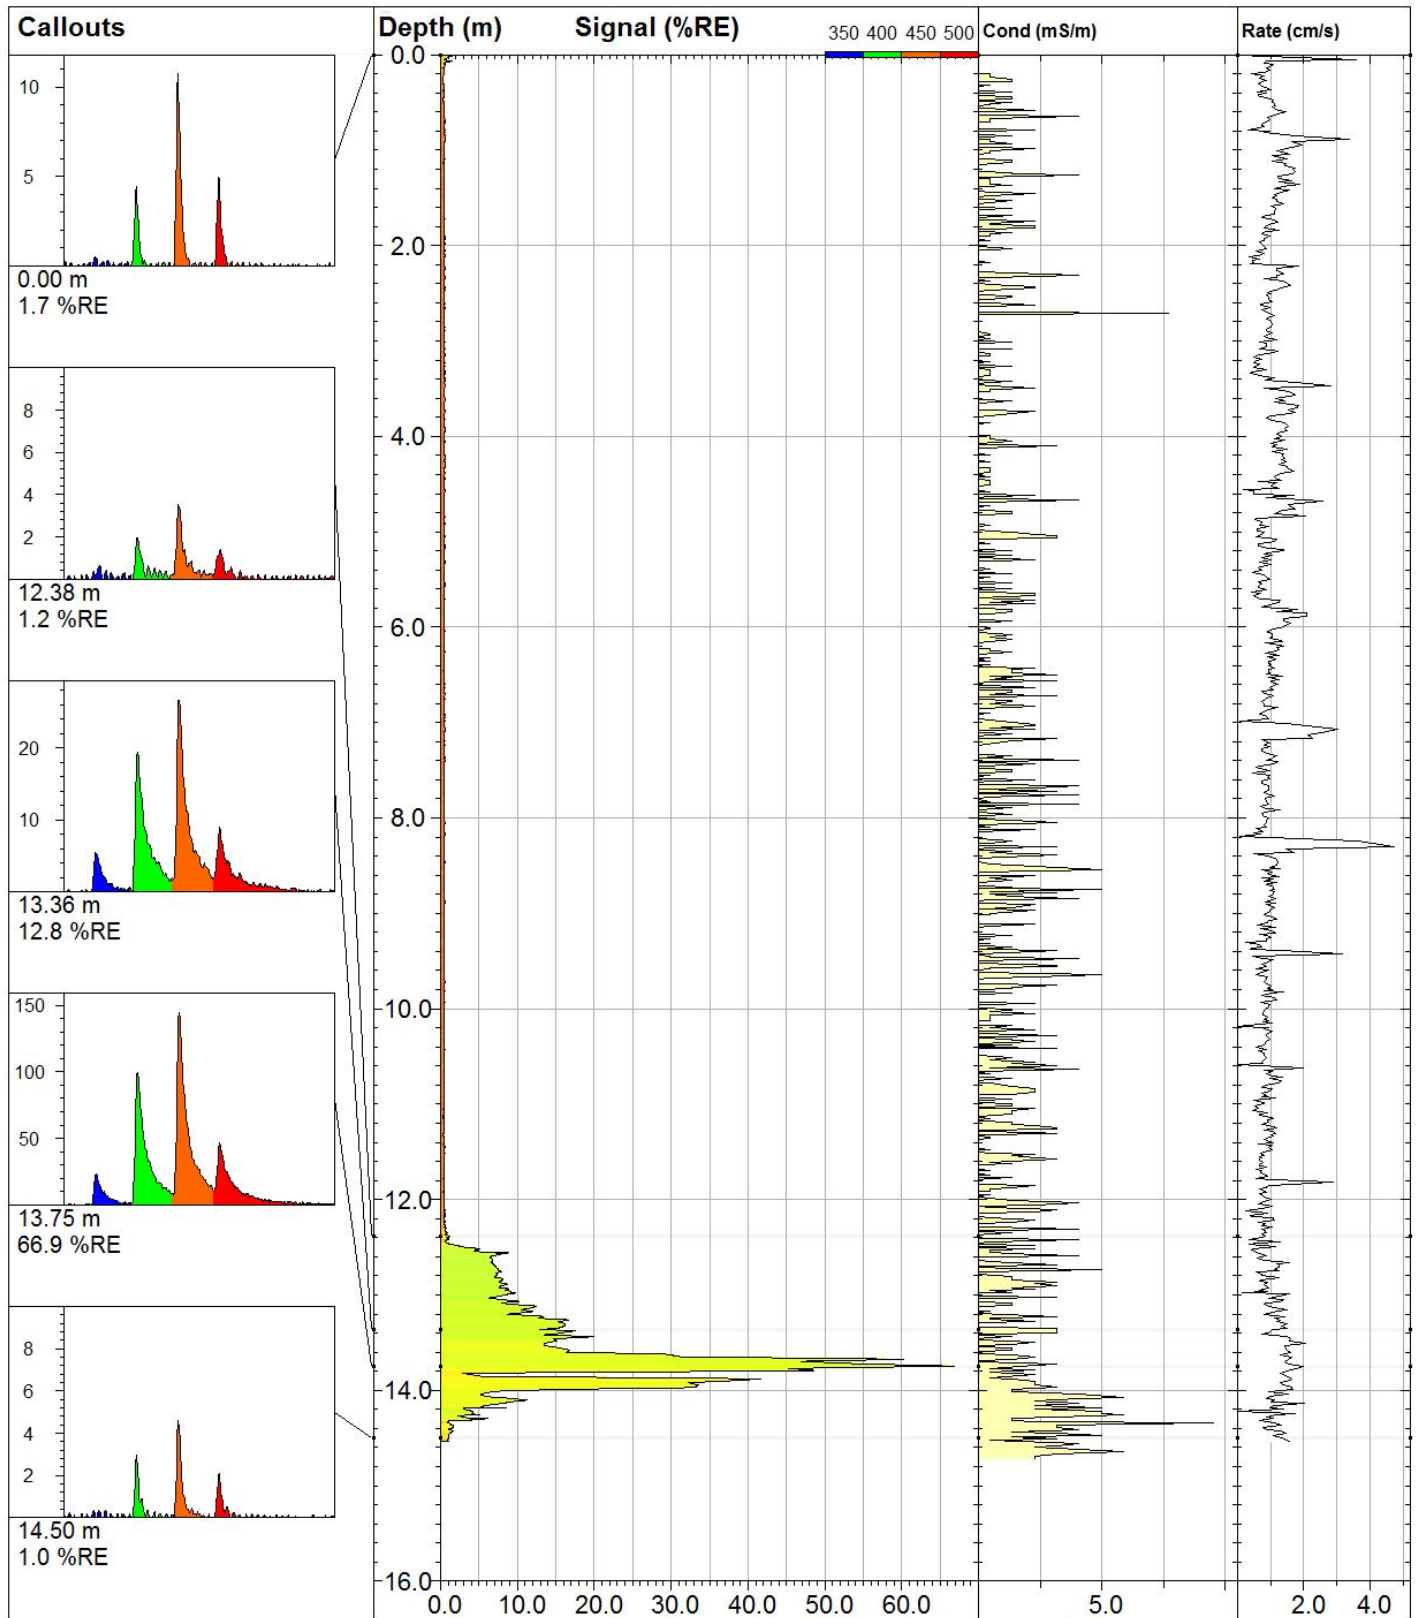 Callouts
10
5
0.00 m
1.7 %RE
8
6
4
2
12.38 m
1.2 %RE
20
10
13.36 m
12.8 %RE
150
100
50
13.75 m
66.9 %RE
8
6
4
2
14.50 m
1.0 %RE
Depth (m) Signal (%RE)
350 400 450 500
Cond (mS/m)
Rate (cm/s)
0.0
2.0
4.0
6.0
8.0
10.0
12.0
14.0
16.0
0.0 10.0 20.0 30.0 40.0 50.0 60.0
5.0
2.0 4.0